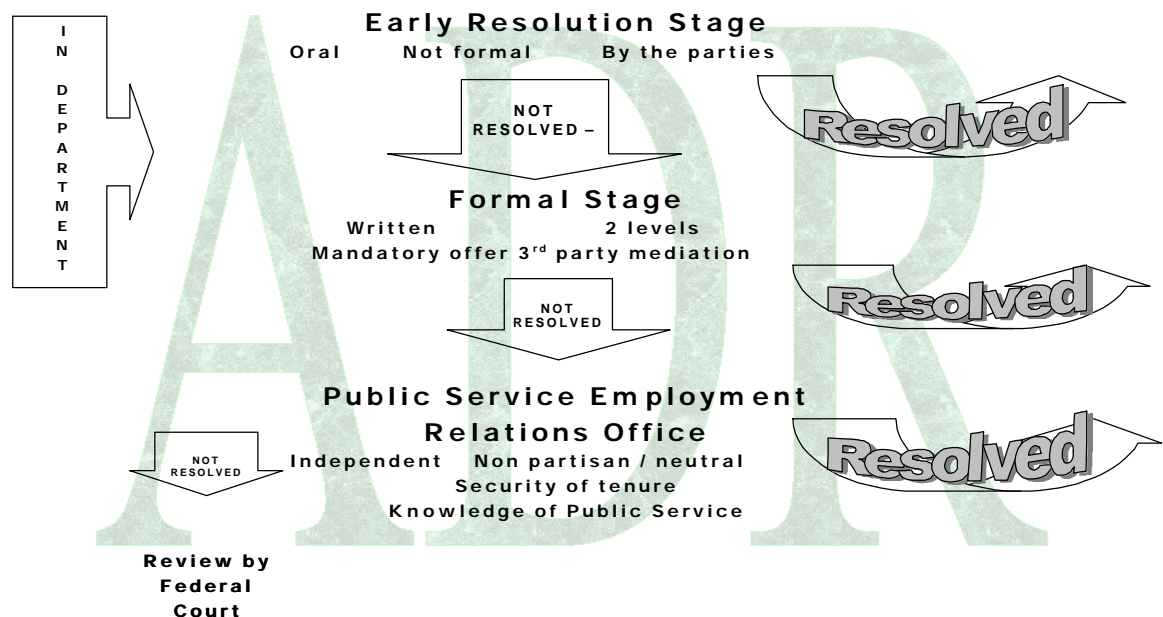 IN DEPARTMENT
Early Resolution Stage
Oral Not formal By the parties
NOT
RESOLVED –
Resolved
Formal Stage
Written 2 levels
Mandatory offer 3rd party mediation
NOT
RESOLVED
Resolved
Public Service Employment
Relations Office
Independent Non partisan / neutral
Security of tenure
Knowledge of Public Service
NOT
RESOLVED
Resolved
Review by
Federal
Court
ADR